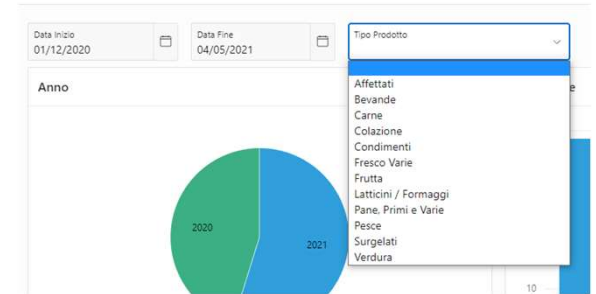 Data Inizio
01/12/2020
Data Fine
04/05/2021
Tipo Prodotto
Anno
Affettati
Bevande
Carne
Colazione
Condimenti
Fresco Varie
Frutta
Latticini / Formaggi
Pane, Primi e Varie
Pesce
Surgelati
Verdura
2020
2021
e
10